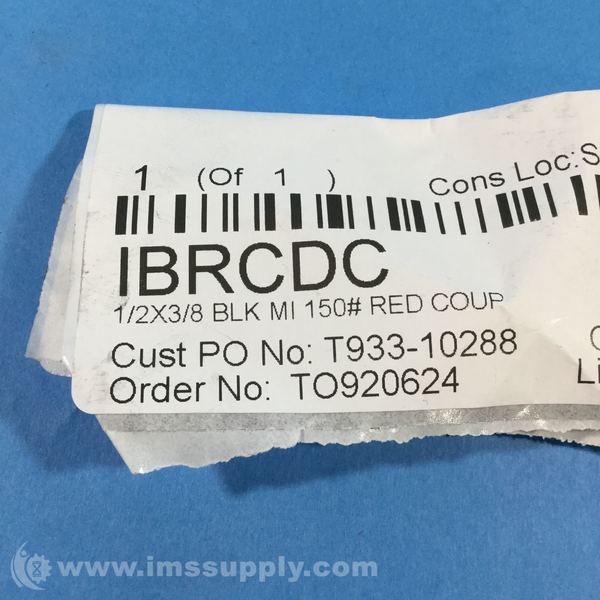 1 (Of 1 )
Cons Loc:S
IBRCDC
1/2X3/8 BLK MI 150# RED COUP
Cust PO No: T933-10288
Order No: TO920624
Li
www.imssupply.com